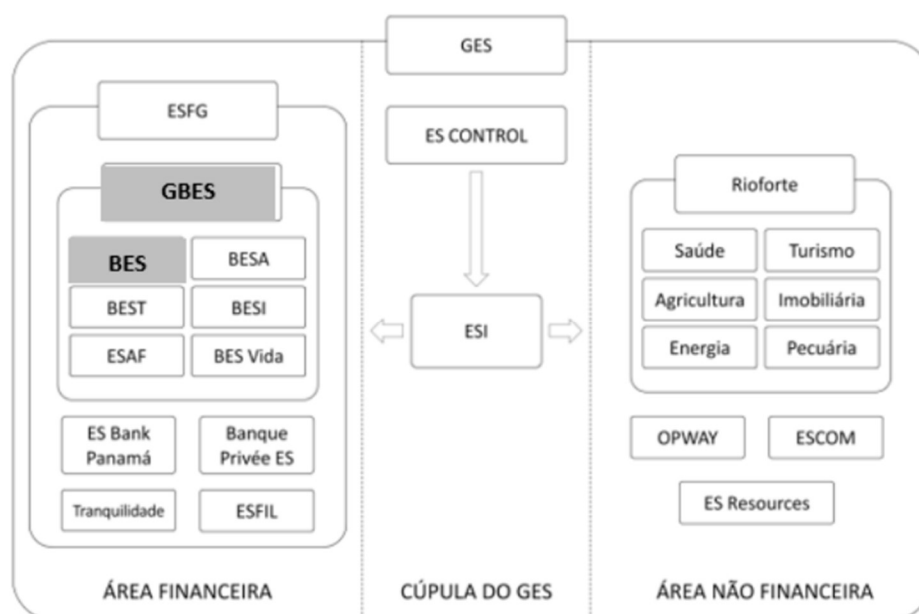 GES
ESFG
GBES
BES
BESA
BEST
BESI
ESAF
BES Vida
ES Bank
Panamá
Banque
Privée ES
Tranquilidade
ESFIL
ÁREA FINANCEIRA
ES CONTROL
ESI
CÚPULA DO GES
Rioforte
Saúde
Turismo
Agricultura
Imobiliária
Energia
Pecuária
OPWAY
ESCOM
ES Resources
ÁREA NÃO FINANCEIRA